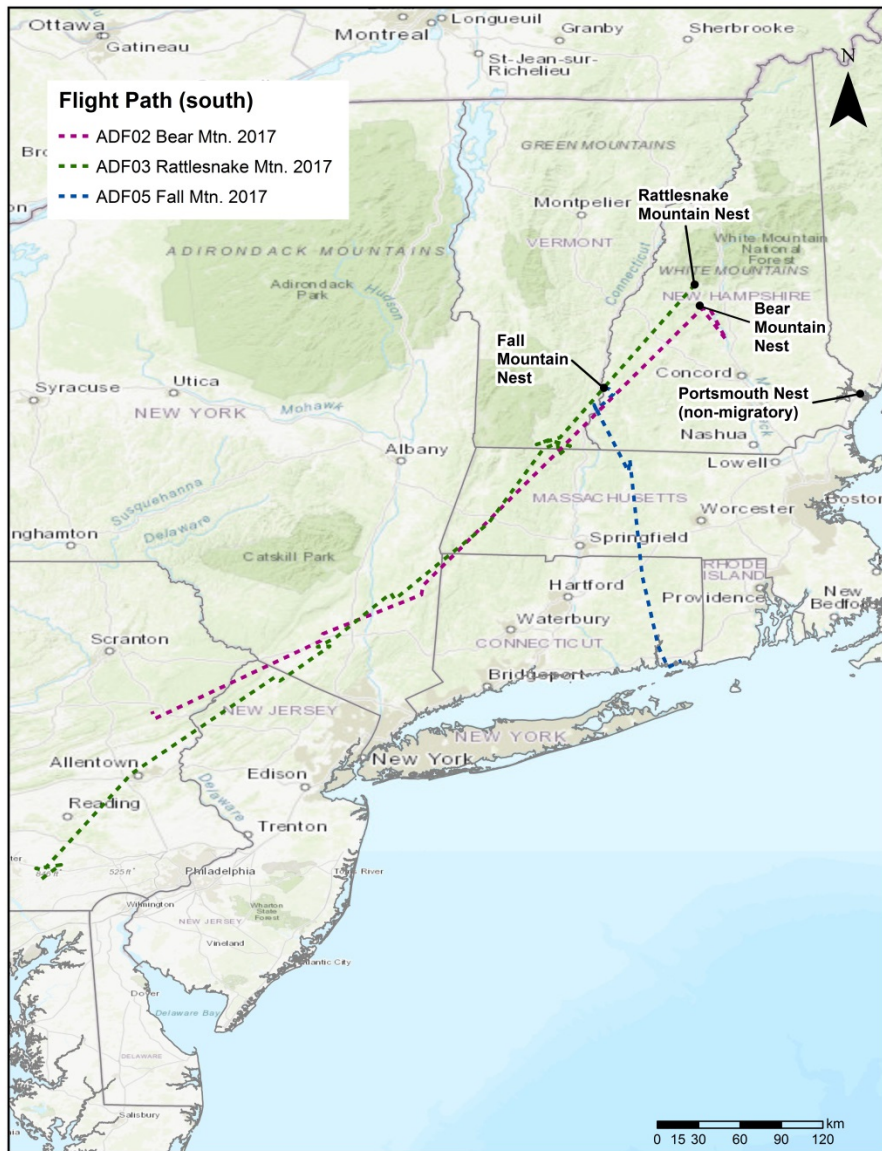 Ottawa
Gatineau
Montreal
Longueuil
Granby
Sherbrooke
St-Jean-sur-
Richelieu
N
Flight Path (south)
ADF02 Bear Mtn. 2017
ADF03 Rattlesnake Mtn. 2017
ADF05 Fall Mtn. 2017
GREEN MOUNTAINS
Montpelier
VERMONT
Connecticut
Rattlesnake
Mountain Nest
White Mountain
National
Forest
WHITE MOUNTAINS
NEW HAMPSHIRE
Bear
Mountain
Nest
ADIRONDACK MOUNTAINS
Adirondack
Park
Hudson
Fall
Mountain
Nest
Concord
Portsmouth Nest
(non-migratory)
Syracuse
Utica
NEW YORK
Mohawk
Albany
Nashua
Lowell
Boston
Susquehanna
Delaware
nghamton
MASSACHUSETTS
Worcester
Springfield
Catskill Park
RHODE
ISLAND
Hartford
Providence
New
Bedford
Scranton
Waterbury
CONNECTICUT
Bridgeport
NEW JERSEY
NEW YORK
Allentown
New York
Edison
Delaware
Reading
Trenton
525 ft
Philadelphia
Wilmington
Wharton
State
Forest
NEW JERSEY
Vineland
Atlantic City
Dover
Delaware Bay
DELAWARE
Salisbury
km
0 15 30 60 90 120